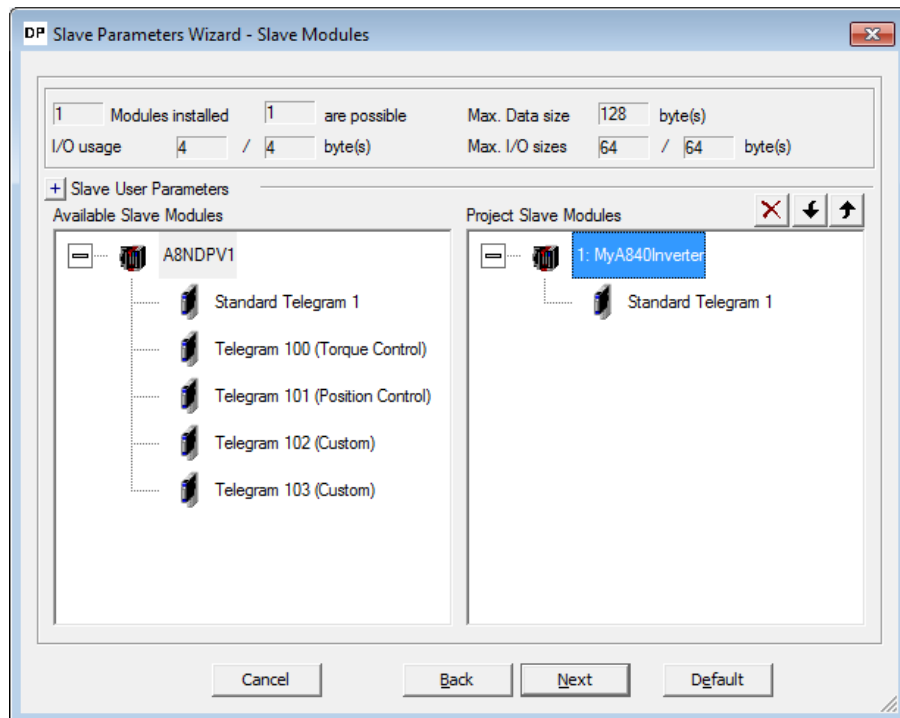 DP Slave Parameters Wizard - Slave Modules
1 Modules installed 1 are possible Max. Data size 128 byte(s)
I/O usage 4 / 4 byte(s) Max. I/O sizes 64 / 64 byte(s)
+ Slave User Parameters
Available Slave Modules Project Slave Modules
A8NDPV1 1: MyA840Inverter
Standard Telegram 1 Standard Telegram 1
Telegram 100 (Torque Control)
Telegram 101 (Position Control)
Telegram 102 (Custom)
Telegram 103 (Custom)
Cancel Back Next Default